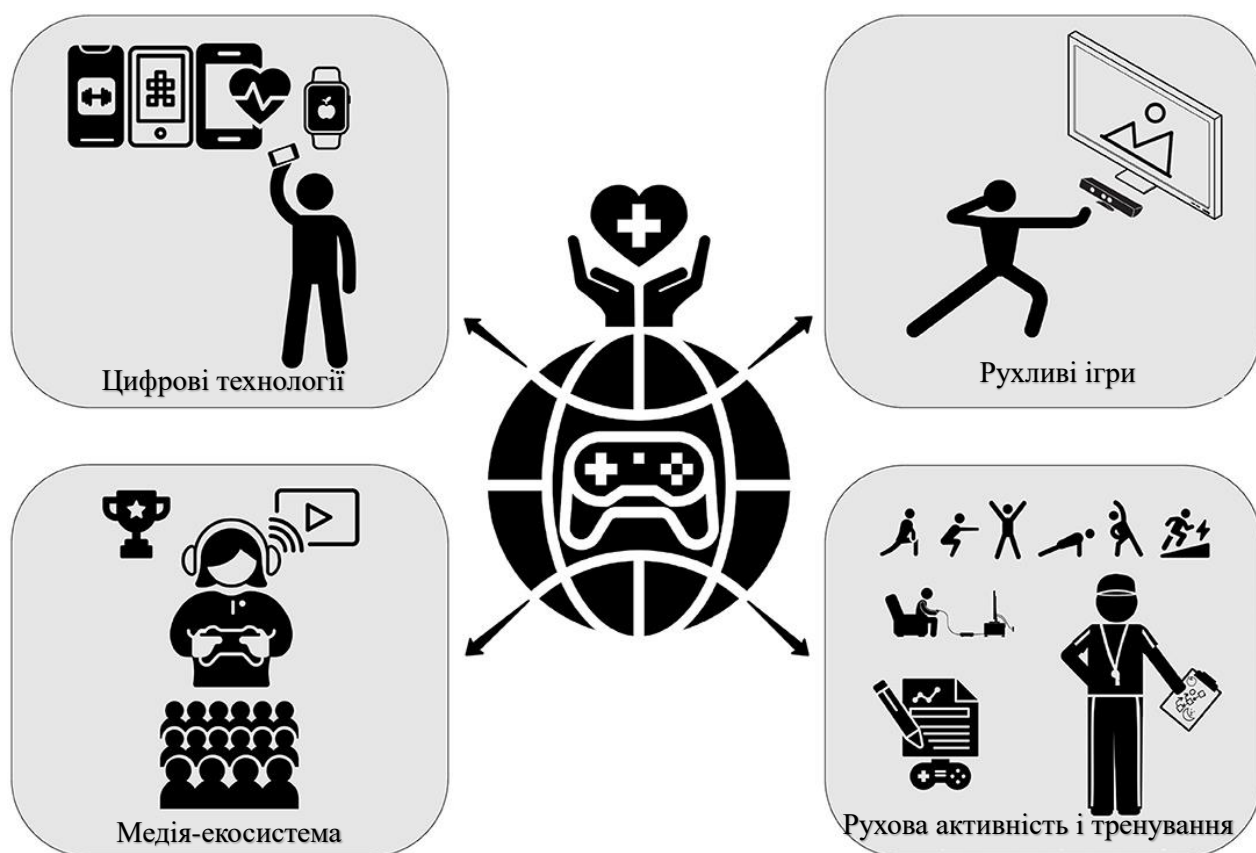 Цифрові технології
Рухливі ігри
Медія-екосистема
Рухова активність і тренування